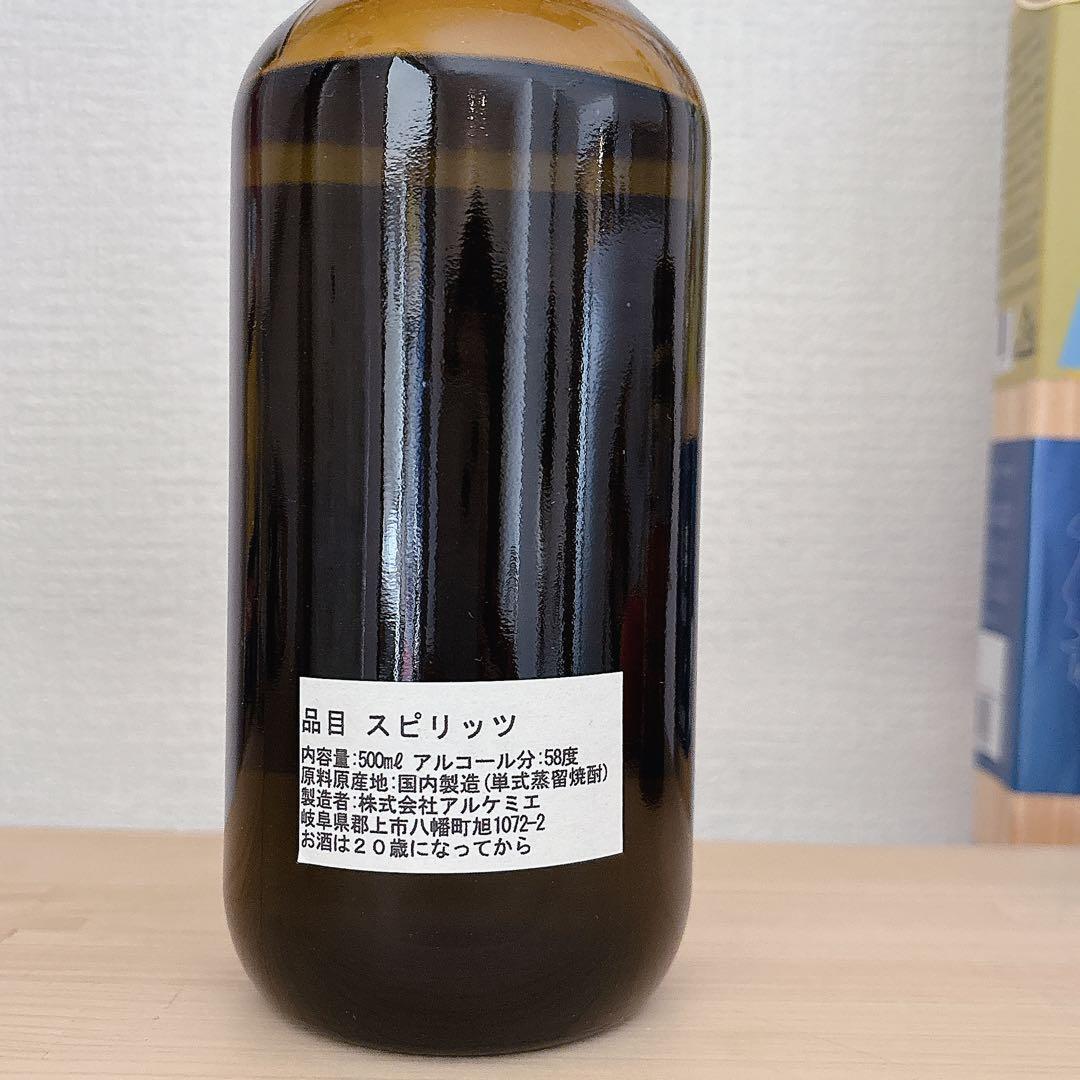 品目 スピリッツ
内容量:500mℓ アルコール分:58度
原料原産地:国内製造(単式蒸留焼酎)
製造者:株式会社アルケミエ
岐阜県郡上市八幡町旭1072-2
お酒は20歳になってから